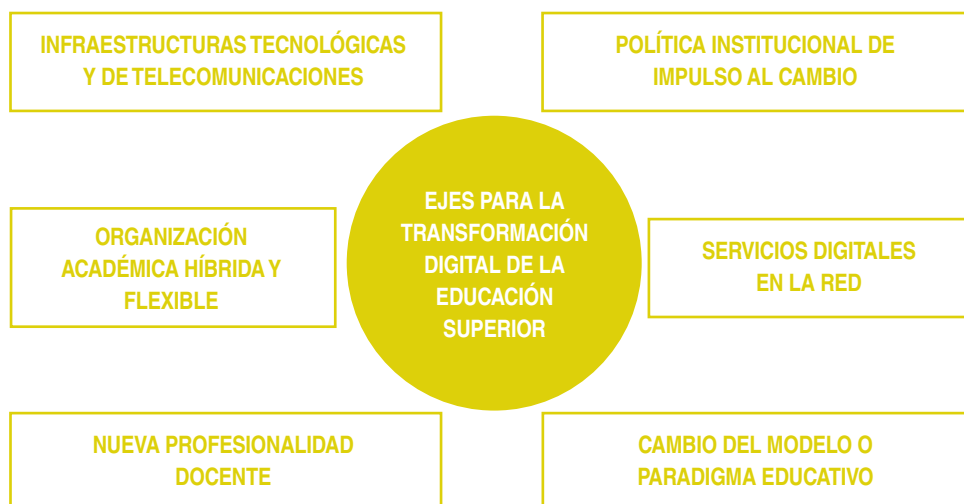 INFRAESTRUCTURAS TECNOLÓGICAS
Y DE TELECOMUNICACIONES
POLÍTICA INSTITUCIONAL DE
IMPULSO AL CAMBIO
EJES PARA LA
TRANSFORMACIÓN
DIGITAL DE LA
EDUCACIÓN
SUPERIOR
ORGANIZACIÓN
ACADÉMICA HÍBRIDA Y
FLEXIBLE
SERVICIOS DIGITALES
EN LA RED
NUEVA PROFESIONALIDAD
DOCENTE
CAMBIO DEL MODELO O
PARADIGMA EDUCATIVO